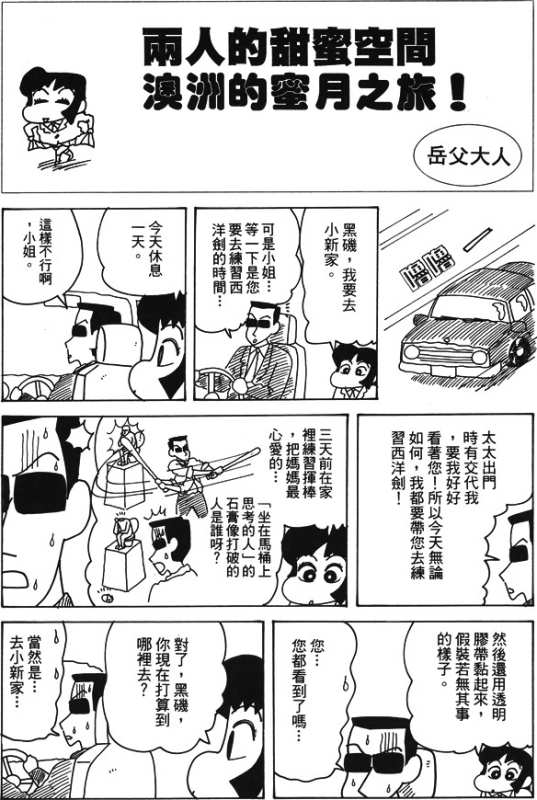 兩人的甜蜜空間
澳洲的蜜月之旅！
岳父大人
噜噜
黑磯，我要去
小新家。
可是小姐…
等一下是您
要去練習西
洋劍的時間…
今天休息
一天。
這樣不行啊
，小姐。
太太出門
時有交代我
，要我好好
看著您！所以今天無論
如何，我都要帶您去練
習西洋劍！
三天前在家
裡練習揮棒
，把媽媽最
心愛的…
「坐在馬桶上
思考的人」的
石膏像打破的
人是誰呀？
然後還用透明
膠帶黏起來，
假裝若無其事
的樣子。
您…
您都看到了嗎…
對了，黑磯，
你現在打算到
哪裡去？
當然是…
去小新家…